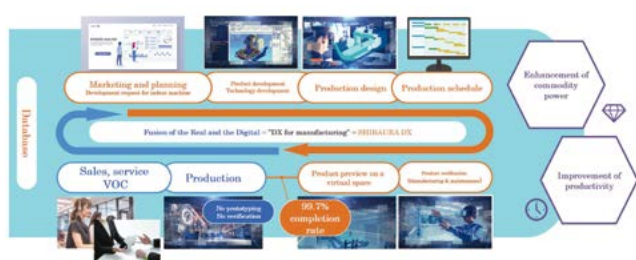 Marketing and planning
Development request for indoor machine
Product development
Technology development
Production design
Production schedule
Enhancement of
commodity
power
Database
Fusion of the Real and the Digital = "DX for manufacturing" = SHIBAURA DX
Sales, service
VOC
Production
Product preview on a
virtual space
Product verification
(Manufacturing & maintenance)
Improvement of
productivity
No prototyping
No verification
99.7%
completion
rate